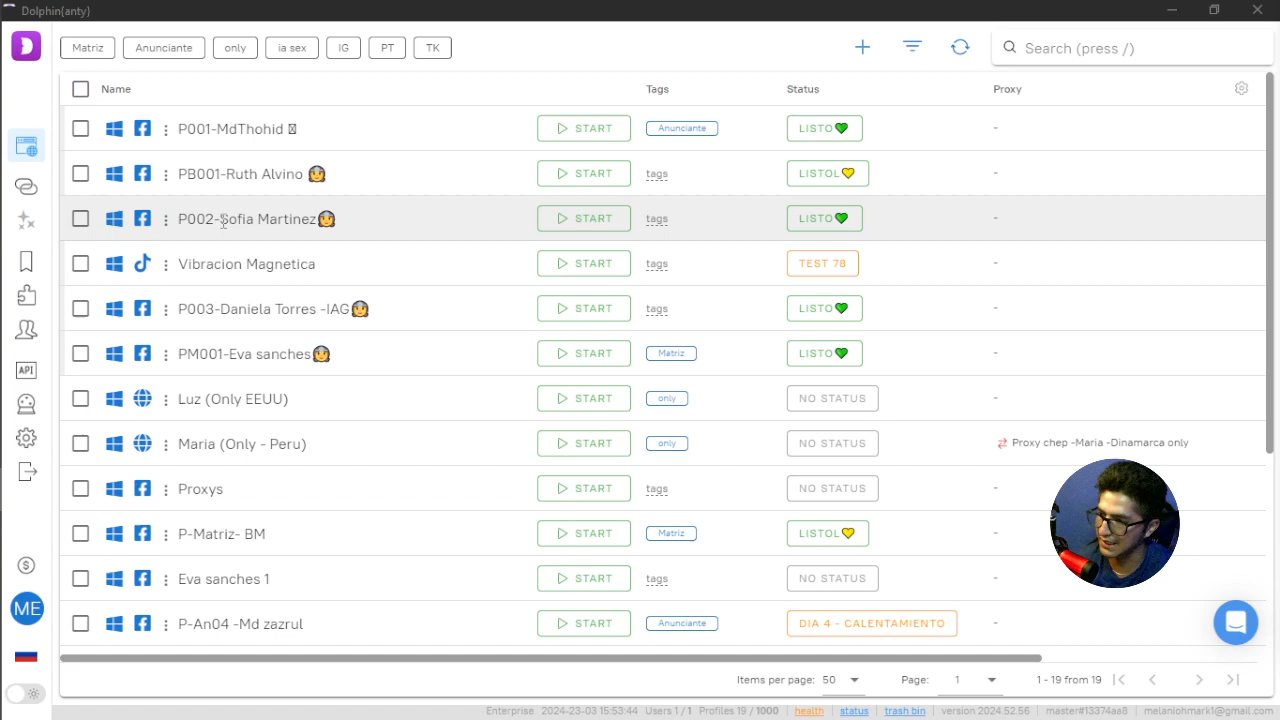 Dolphin{anty}
Matriz Anunciante only ia sex IG PT TK Search (press /)
Name Tags Status Proxy
P001-MdThohid START Anunciante LISTO💚 -
PB001-Ruth Alvino START tags LISTOL💛 -
P002-Sofia Martinez START tags LISTO💚 -
Vibracion Magnetica START tags TEST 78 -
P003-Daniela Torres -IAG START tags LISTO💚 -
PM001-Eva sanches START Matriz LISTO💚 -
Luz (Only EEUU) START only NO STATUS -
Maria (Only - Peru) START only NO STATUS Proxy chep -Maria -Dinamarca only
Proxys START tags NO STATUS -
P-Matriz- BM START Matriz LISTOL💛 -
Eva sanches 1 START tags NO STATUS -
P-An04 -Md zazrul START Anunciante DIA 4 - CALENTAMIENTO -
API
ME
Items per page: 50 Page: 1 1 - 19 from 19
Enterprise 2024-23-03 15:53:44 Users 1 / 1 Profiles 19 / 1000 health status trash bin version 2024.52.56 master#13374aa8 melaniohmark1@gmail.com